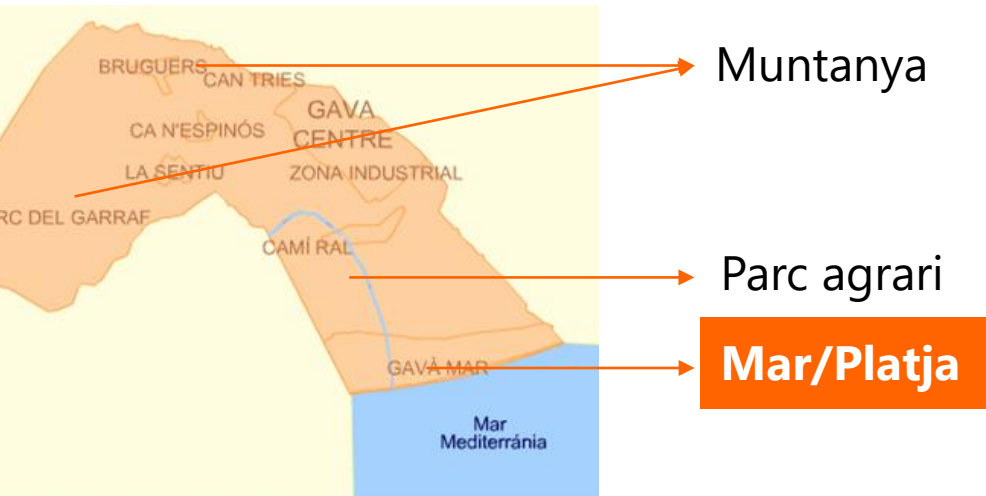 BRUGUERS
CAN TRIES
GAVA
CENTRE
CA N'ESPINÓS
LA SENTIU
ZONA INDUSTRIAL
RC DEL GARRAF
CAMÍ RAL
GAVÀ MAR
Mar
Mediterránia
Muntanya
Parc agrari
Mar/Platja